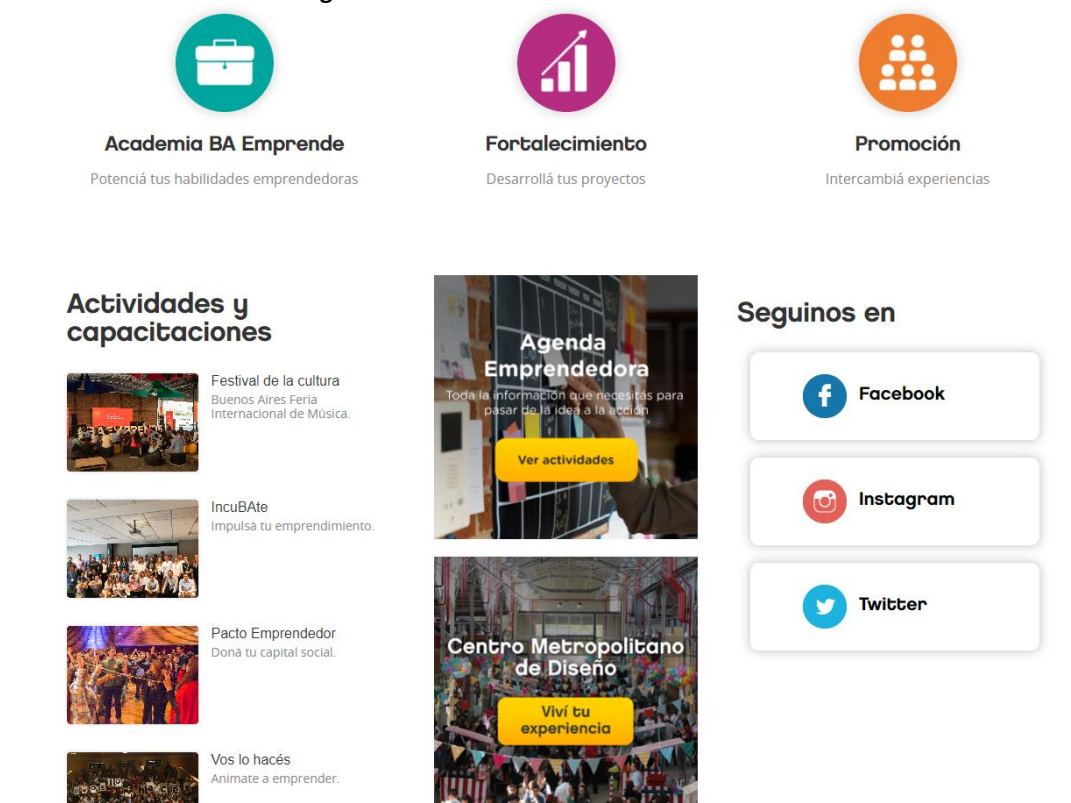 Academia BA Emprende
Potenciá tus habilidades emprendedoras
Fortalecimiento
Desarrollá tus proyectos
Promoción
Intercambiá experiencias
Actividades y
capacitaciones
Festival de la cultura
Buenos Aires Feria
Internacional de Música.
IncuBAte
Impulsá tu emprendimiento.
Pacto Emprendedor
Doná tu capital social.
Vos lo hacés
Animate a emprender.
Agenda
Emprendedora
Toda la información que necesitás para
pasar de la idea a la acción
Ver actividades
Centro Metropolitano
de Diseño
Viví tu
experiencia
Seguinos en
Facebook
Instagram
Twitter